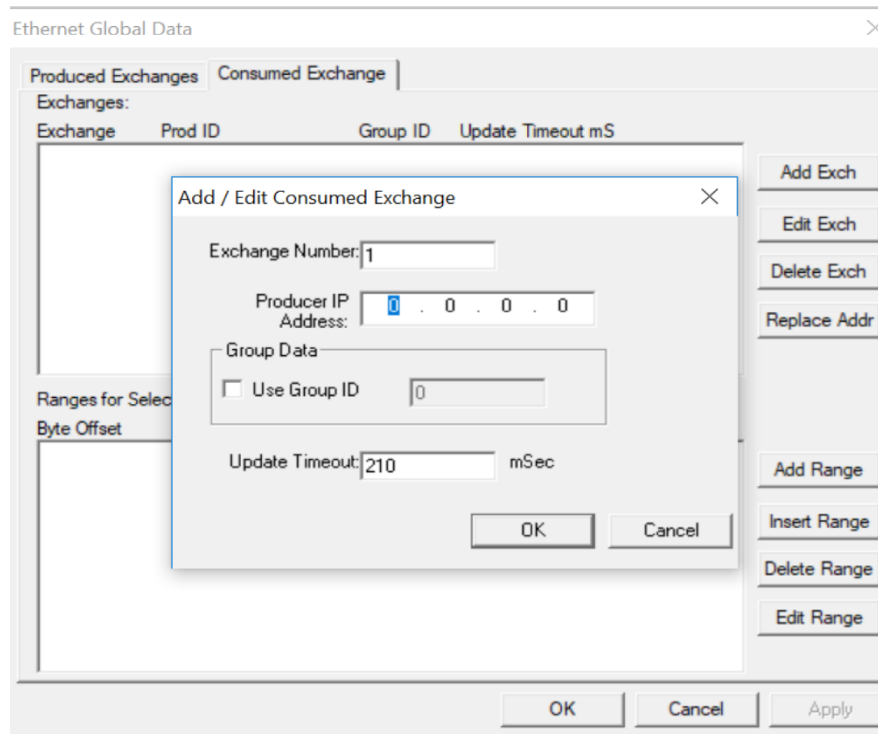 Ethernet Global Data
Produced Exchanges Consumed Exchange
Exchanges:
Exchange Prod ID Group ID Update Timeout mS
Add Exch
Edit Exch
Delete Exch
Replace Addr
Add / Edit Consumed Exchange
Exchange Number: 1
Producer IP
Address: 0 . 0 . 0 . 0
Group Data
Use Group ID 0
Update Timeout: 210 mSec
OK Cancel
Ranges for Selec
Byte Offset
Add Range
Insert Range
Delete Range
Edit Range
OK Cancel Apply